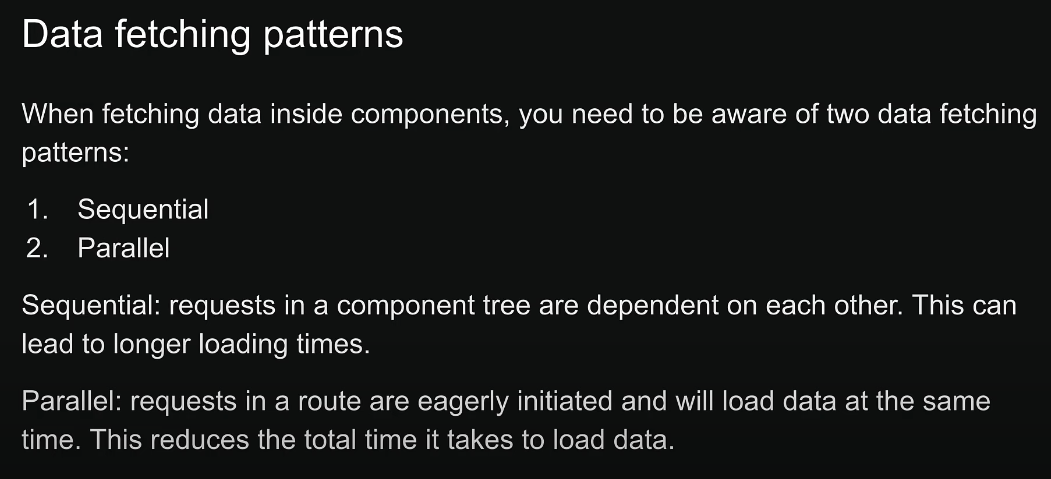 Data fetching patterns
When fetching data inside components, you need to be aware of two data fetching
patterns:
1. Sequential
2. Parallel
Sequential: requests in a component tree are dependent on each other. This can
lead to longer loading times.
Parallel: requests in a route are eagerly initiated and will load data at the same
time. This reduces the total time it takes to load data.